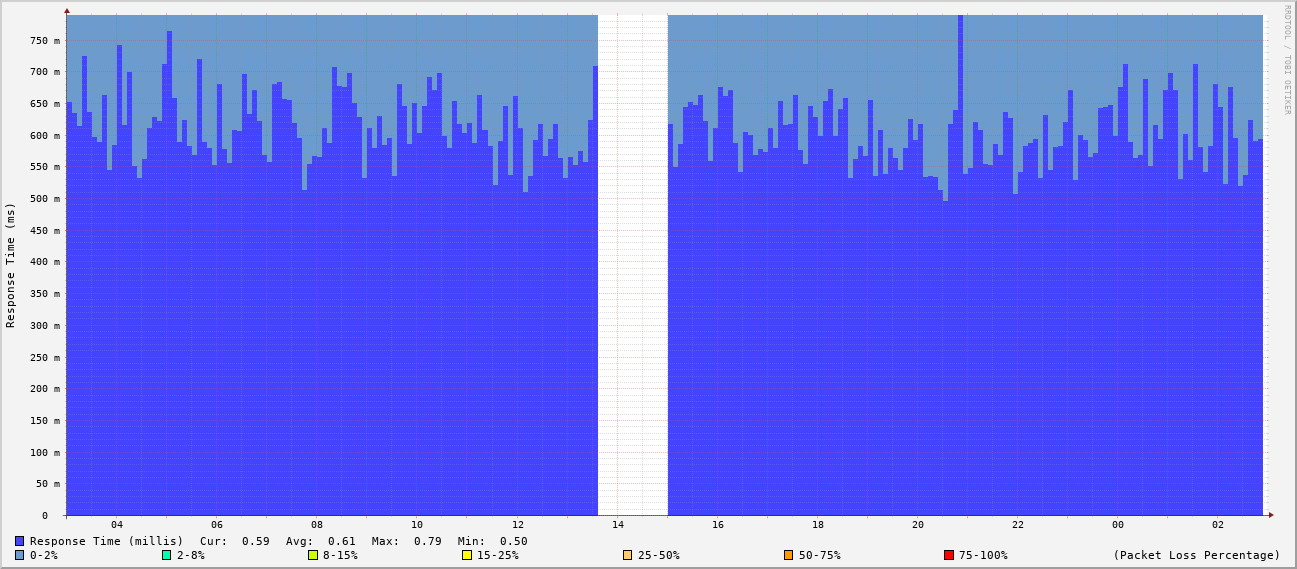 RRDTOOL / TOBI OETIKER
Response Time (ms)
750 m
700 m
650 m
600 m
550 m
500 m
450 m
400 m
350 m
300 m
250 m
200 m
150 m
100 m
50 m
0
04 06 08 10 12 14 16 18 20 22 00 02
Response Time (millis) Cur: 0.59 Avg: 0.61 Max: 0.79 Min: 0.50
0-2% 2-8% 8-15% 15-25% 25-50% 50-75% 75-100% (Packet Loss Percentage)